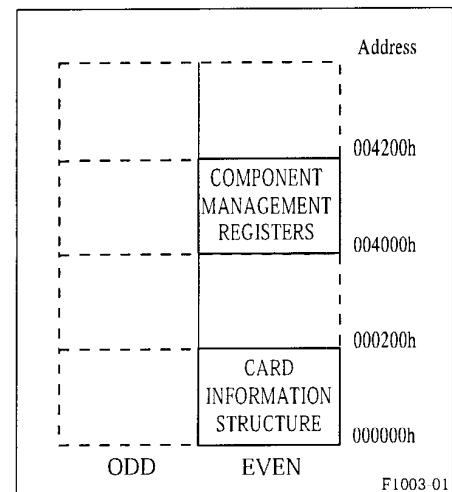 Address
004200h
COMPONENT
MANAGEMENT
REGISTERS
004000h
000200h
CARD
INFORMATION
STRUCTURE
000000h
ODD EVEN
F1003-01